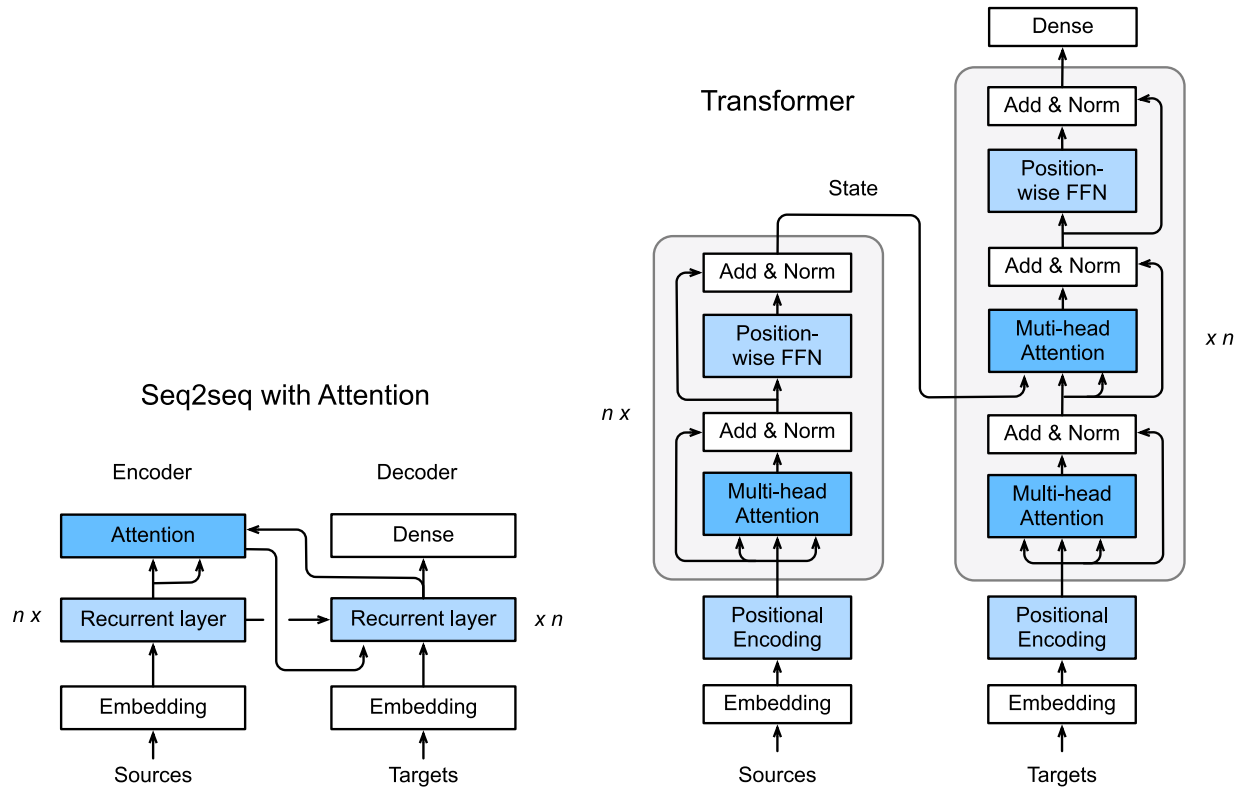 Seq2seq with Attention
Encoder
Decoder
Attention
Dense
n x
Recurrent layer
Recurrent layer
x n
Embedding
Embedding
Sources
Targets
Transformer
State
n x
Add & Norm
Position-
wise FFN
Add & Norm
Multi-head
Attention
Positional
Encoding
Embedding
Sources
Dense
Add & Norm
Position-
wise FFN
Add & Norm
Muti-head
Attention
x n
Add & Norm
Multi-head
Attention
Positional
Encoding
Embedding
Targets